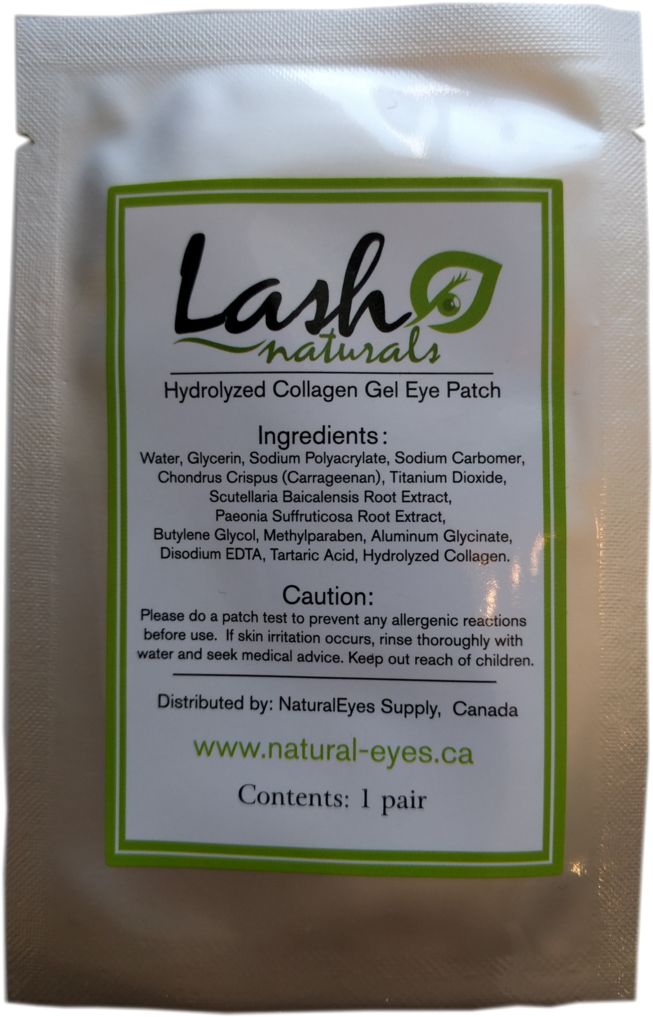 Lash
naturals
Hydrolyzed Collagen Gel Eye Patch
Ingredients:
Water, Glycerin, Sodium Polyacrylate, Sodium Carbomer,
Chondrus Crispus (Carrageenan), Titanium Dioxide,
Scutellaria Baicalensis Root Extract,
Paeonia Suffruticosa Root Extract,
Butylene Glycol, Methylparaben, Aluminum Glycinate,
Disodium EDTA, Tartaric Acid, Hydrolyzed Collagen.
Caution:
Please do a patch test to prevent any allergenic reactions
before use. If skin irritation occurs, rinse thoroughly with
water and seek medical advice. Keep out reach of children.
Distributed by: NaturalEyes Supply, Canada
www.natural-eyes.ca
Contents: 1 pair